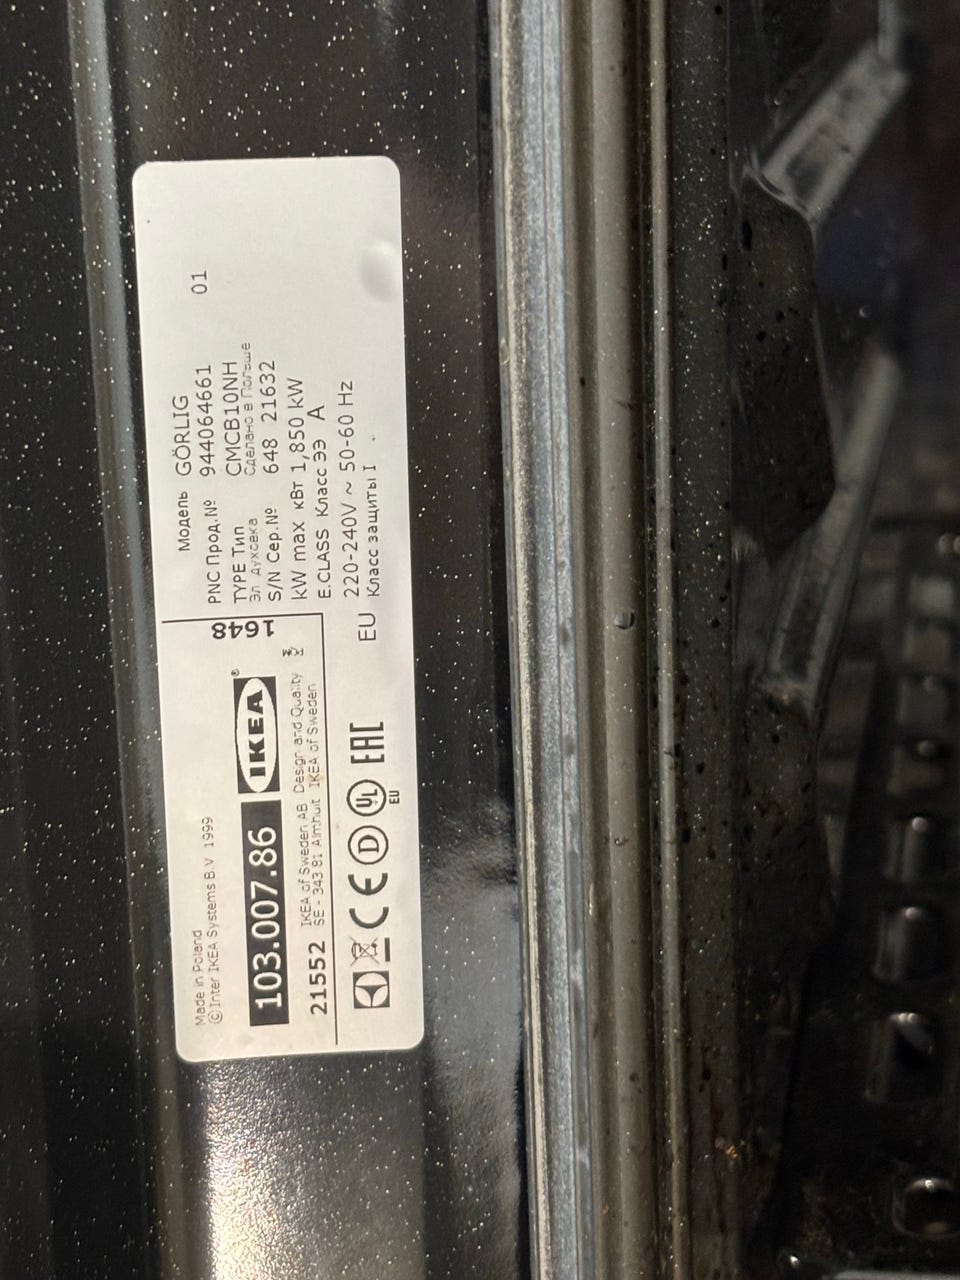 Made in Poland
© Inter IKEA Systems B.V 1999
103.007.86
IKEA®
21552
IKEA of Sweden AB Design and Quality
SE - 343 81 Älmhult IKEA of Sweden
1648
D
UL
EU
EAC
EU
Модель GÖRLIG
PNC Прод.№ 944064661 01
TYPE Тип CMCB10NH
Эл духовка Сделано в Польше
S/N Сер.№ 648 21632
kW max кВт 1,850 kW
E.CLASS Класс ЭЭ A
220-240V ~ 50-60 Hz
Класс защиты I